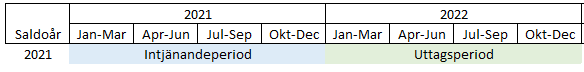 2021 2022
Saldoår Jan-Mar Apr-Jun Jul-Sep Okt-Dec Jan-Mar Apr-Jun Jul-Sep Okt-Dec
2021 Intjänandeperiod Uttagsperiod